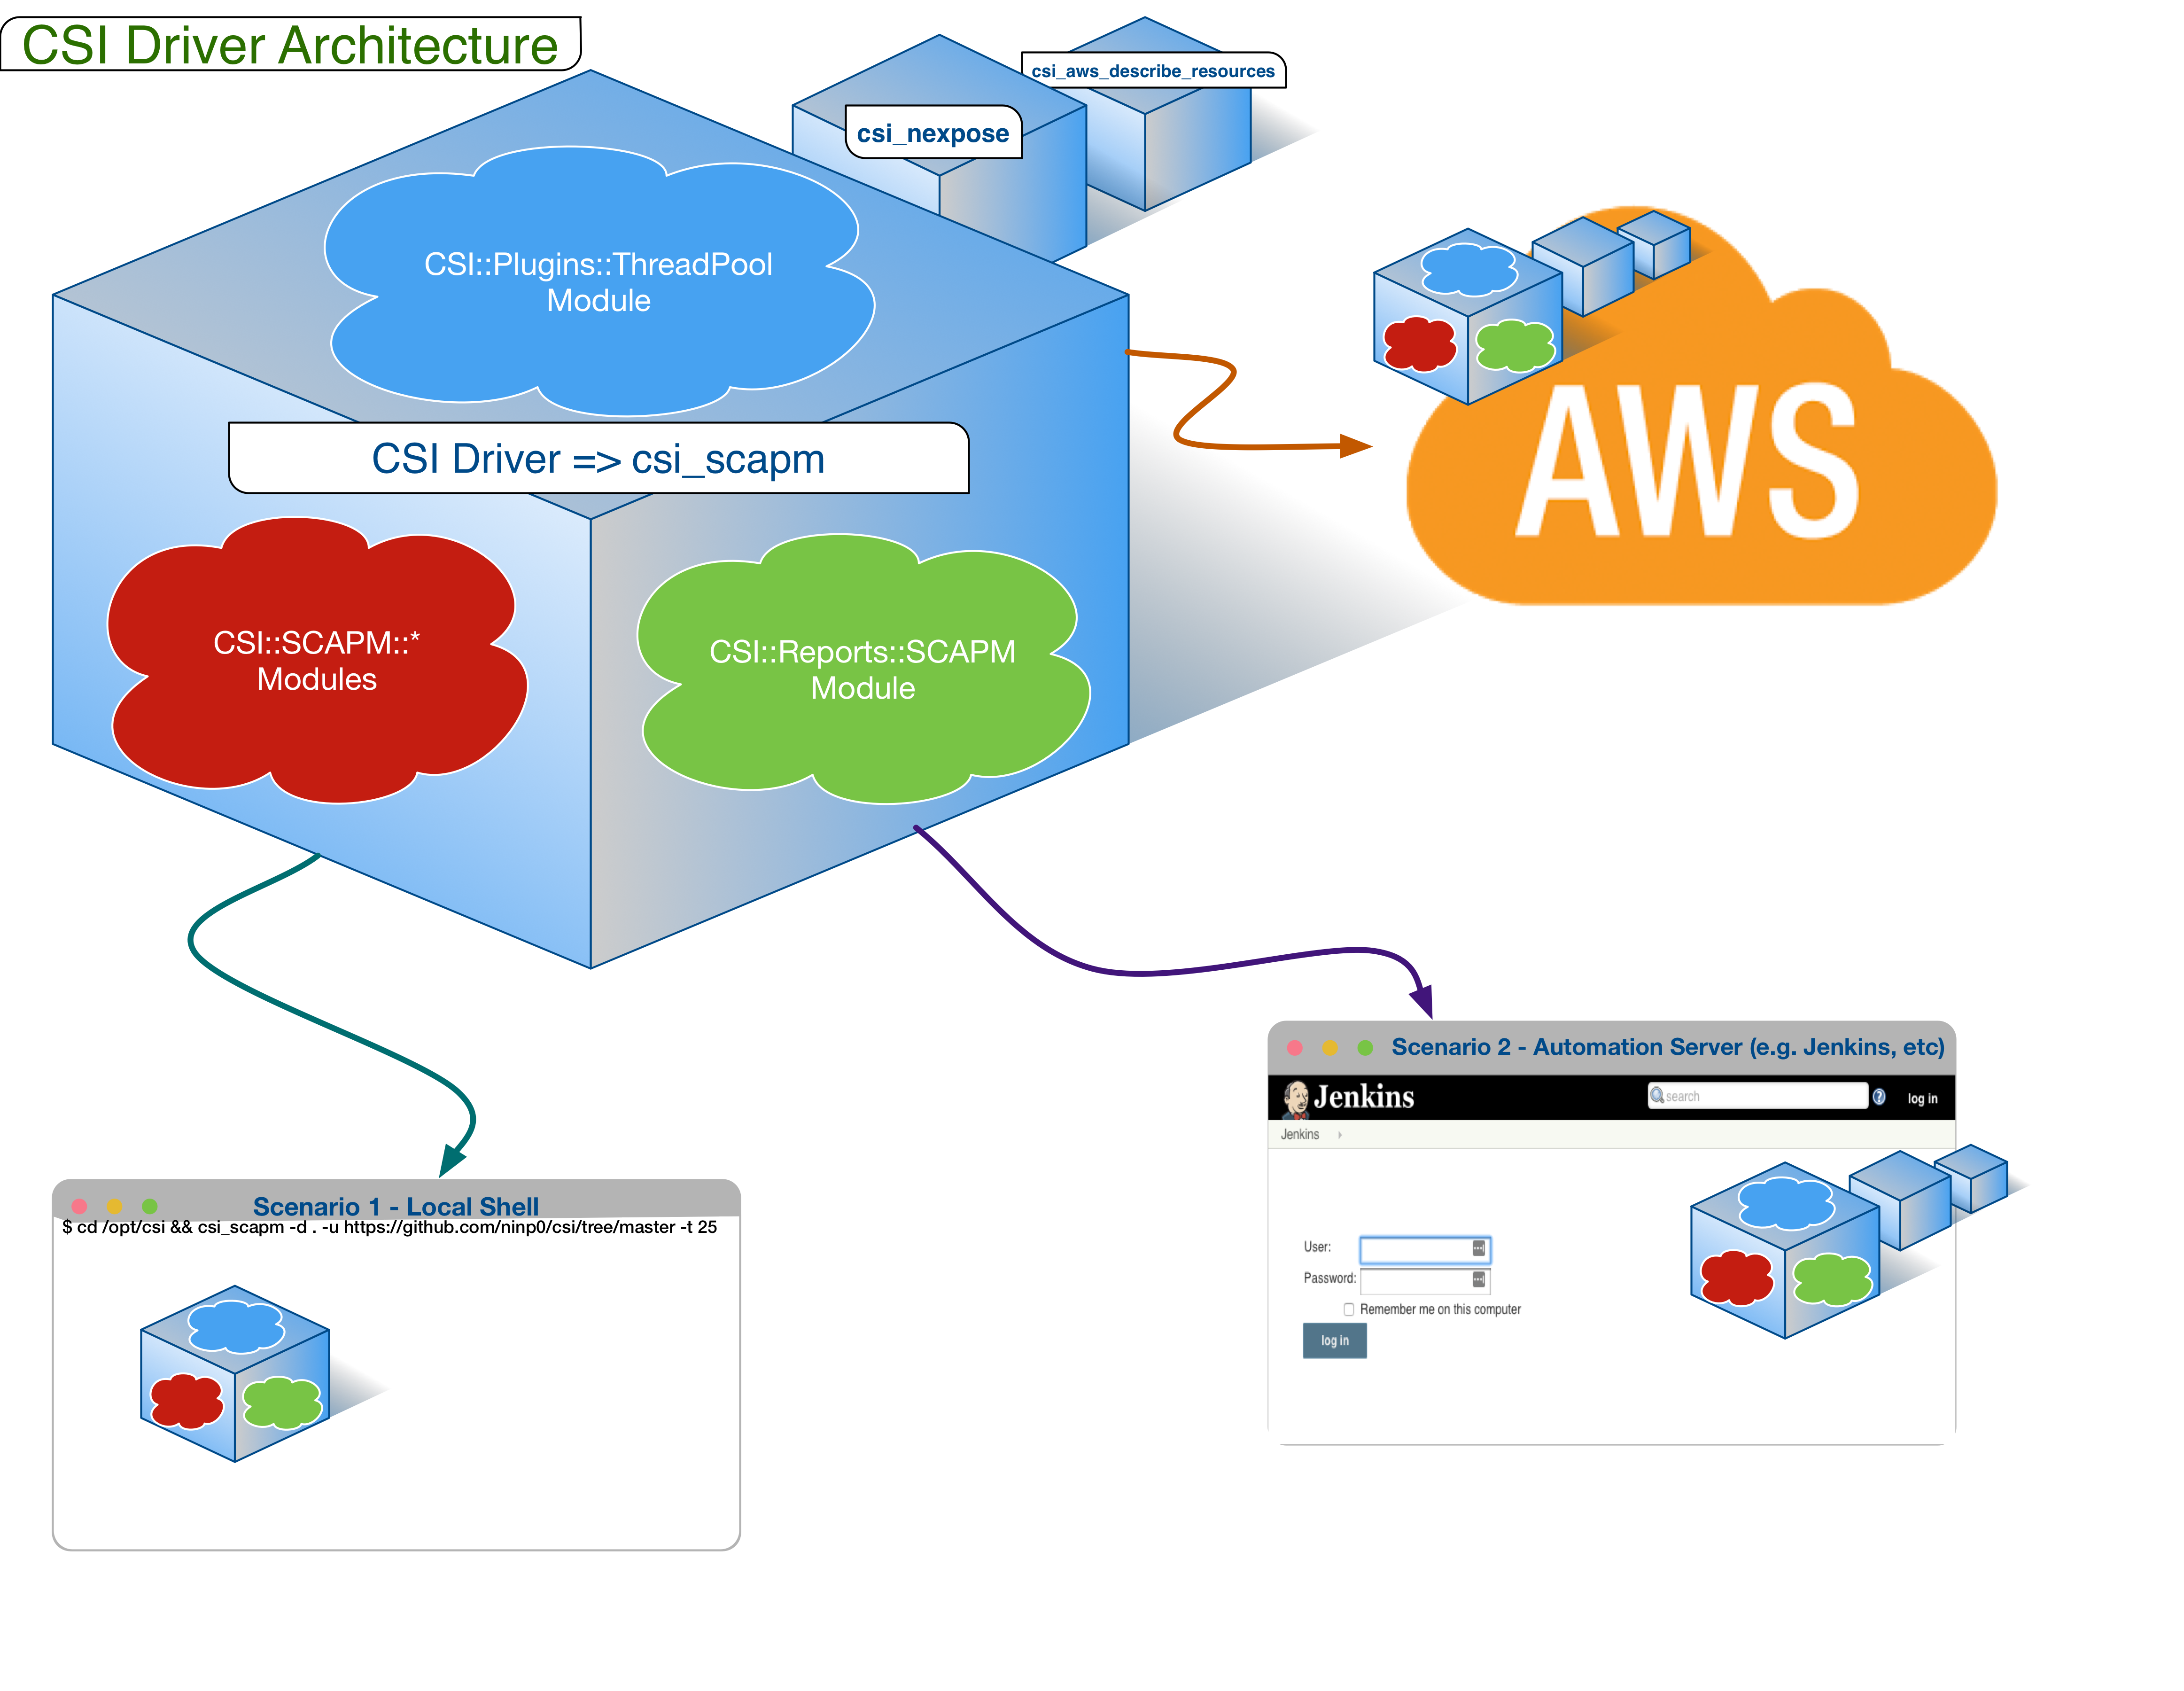 CSI Driver Architecture
csi_aws_describe_resources
csi_nexpose
CSI::Plugins::ThreadPool
Module
CSI Driver => csi_scapm
CSI::SCAPM::*
Modules
CSI::Reports::SCAPM
Module
AWS
Scenario 2 - Automation Server (e.g. Jenkins, etc)
Jenkins
search
?
log in
Jenkins
User:
Password:
Remember me on this computer
log in
Scenario 1 - Local Shell
$ cd /opt/csi && csi_scapm -d . -u https://github.com/ninp0/csi/tree/master -t 25